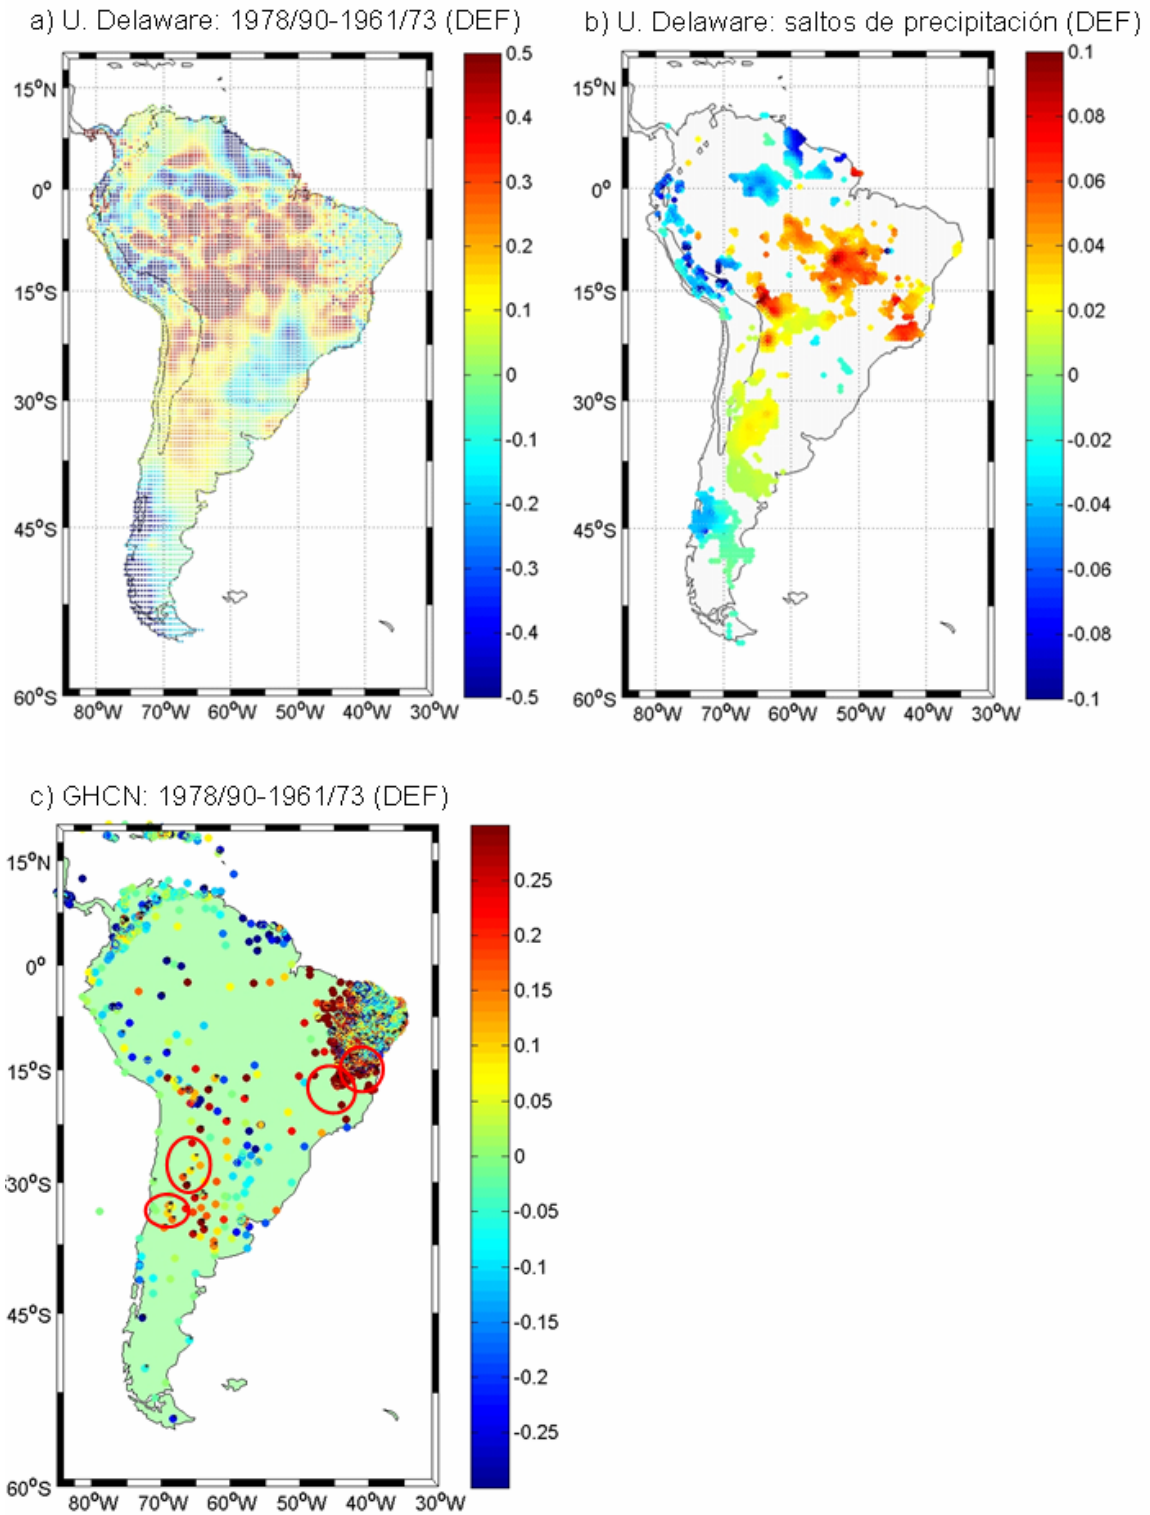 a) U. Delaware: 1978/90-1961/73 (DEF)
15°N
0°
15°S
30°S
45°S
60°S
80°W 70°W 60°W 50°W 40°W 30°W
0.5
0.4
0.3
0.2
0.1
0
-0.1
-0.2
-0.3
-0.4
-0.5
b) U. Delaware: saltos de precipitación (DEF)
15°N
0°
15°S
30°S
45°S
60°S
80°W 70°W 60°W 50°W 40°W 30°W
0.1
0.08
0.06
0.04
0.02
0
-0.02
-0.04
-0.06
-0.08
-0.1
c) GHCN: 1978/90-1961/73 (DEF)
15°N
0°
15°S
30°S
45°S
60°S
80°W 70°W 60°W 50°W 40°W 30°W
0.25
0.2
0.15
0.1
0.05
0
-0.05
-0.1
-0.15
-0.2
-0.25